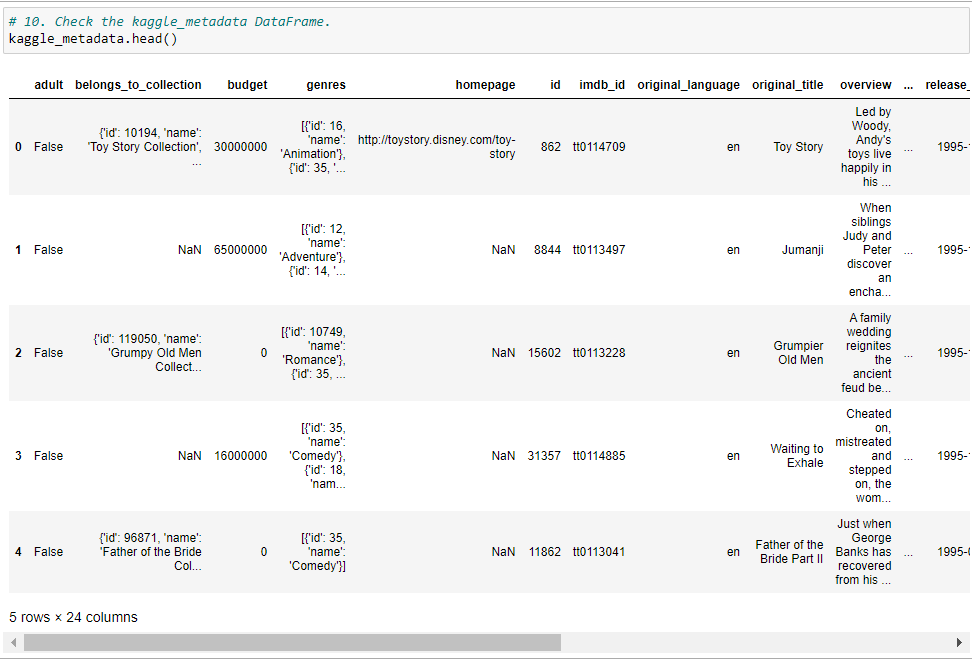 # 10. Check the kaggle_metadata DataFrame.
kaggle_metadata.head()
adult belongs_to_collection budget genres homepage id imdb_id original_language original_title overview ... release_
0 False {'id': 10194, 'name': 'Toy Story Collection', ... 30000000 [{'id': 16, 'name': 'Animation'}, {'id': 35, '... http://toystory.disney.com/toy-story 862 tt0114709 en Toy Story Led by Woody, Andy's toys live happily in his ... ... 1995-
1 False NaN 65000000 [{'id': 12, 'name': 'Adventure'}, {'id': 14, '... NaN 8844 tt0113497 en Jumanji When siblings Judy and Peter discover an encha... ... 1995-
2 False {'id': 119050, 'name': 'Grumpy Old Men Collect... 0 [{'id': 10749, 'name': 'Romance'}, {'id': 35, ... NaN 15602 tt0113228 en Grumpier Old Men A family wedding reignites the ancient feud be... ... 1995-
3 False NaN 16000000 [{'id': 35, 'name': 'Comedy'}, {'id': 18, 'nam... NaN 31357 tt0114885 en Waiting to Exhale Cheated on, mistreated and stepped on, the wom... ... 1995-
4 False {'id': 96871, 'name': 'Father of the Bride Col... 0 [{'id': 35, 'name': 'Comedy'}] NaN 11862 tt0113041 en Father of the Bride Part II Just when George Banks has recovered from his ... ... 1995-
5 rows × 24 columns